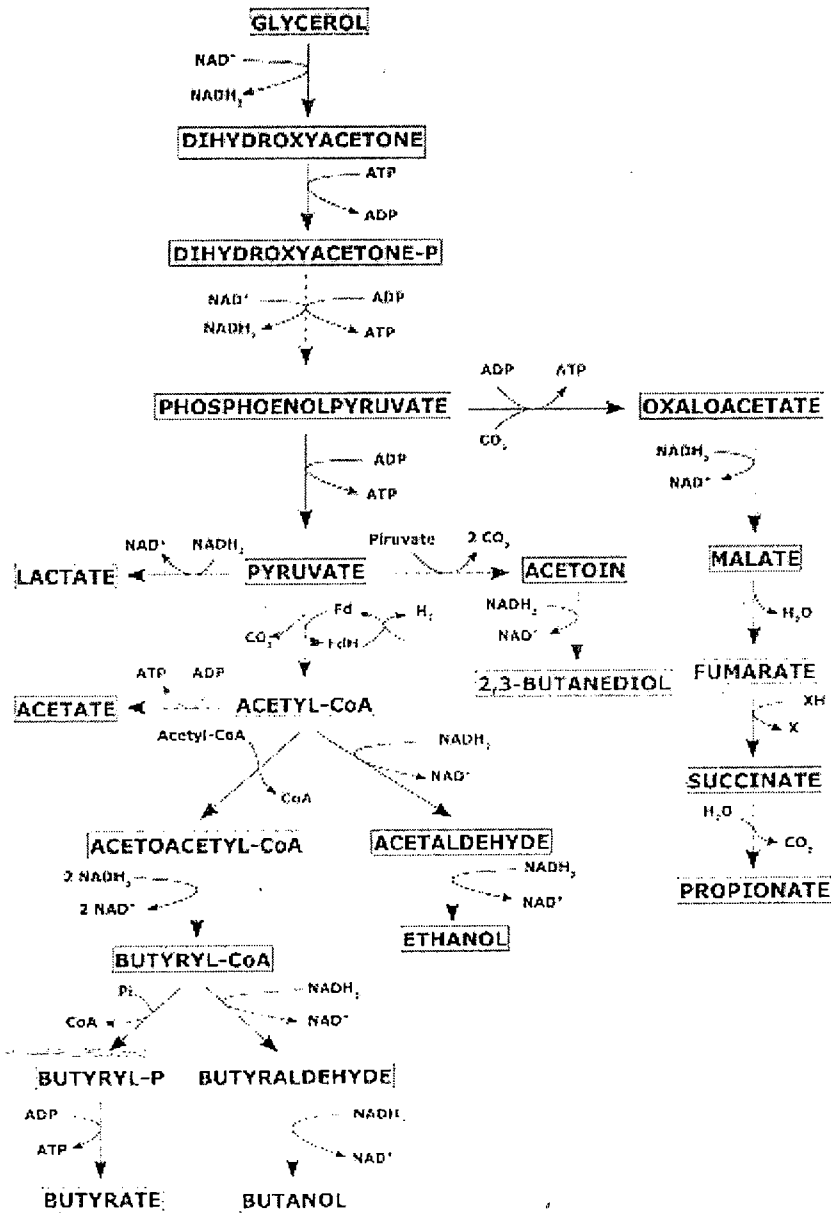 GLYCEROL
NAD⁺
NADH₂
DIHYDROXYACETONE
ATP
ADP
DIHYDROXYACETONE-P
NAD⁺ ADP
NADH₂ ATP
ADP ATP
PHOSPHOENOLPYRUVATE OXALOACETATE
CO₂
NADH₂
NAD⁺
ADP
ATP
NAD⁺ NADH₂ Piruvate 2 CO₂
LACTATE PYRUVATE ACETOIN MALATE
Fd H₂ NADH₂ H₂O
CO₂ FdH NAD⁺
ATP ADP 2,3-BUTANEDIOL FUMARATE
ACETATE ACETYL-CoA XH
X
Acetyl-CoA NADH₂
NAD⁺
CoA SUCCINATE
H₂O
ACETOACETYL-CoA ACETALDEHYDE CO₂
2 NADH₂ NADH₂
2 NAD⁺ NAD⁺ PROPIONATE
ETHANOL
BUTYRYL-CoA
Pi NADH₂
CoA NAD⁺
BUTYRYL-P BUTYRALDEHYDE
ADP NADH
ATP NAD⁺
BUTYRATE BUTANOL